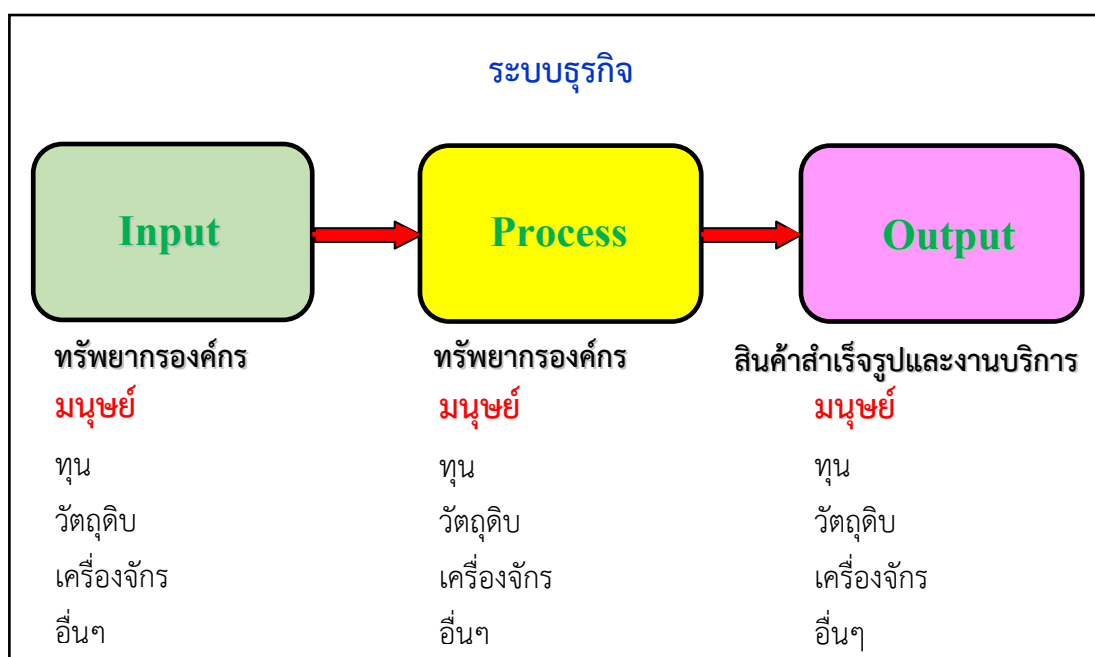 ระบบธุรกิจ
Input
Process
Output
ทรัพยากรองค์กร
มนุษย์
ทุน
วัตถุดิบ
เครื่องจักร
อื่นๆ
ทรัพยากรองค์กร
มนุษย์
ทุน
วัตถุดิบ
เครื่องจักร
อื่นๆ
สินค้าสำเร็จรูปและงานบริการ
มนุษย์
ทุน
วัตถุดิบ
เครื่องจักร
อื่นๆ